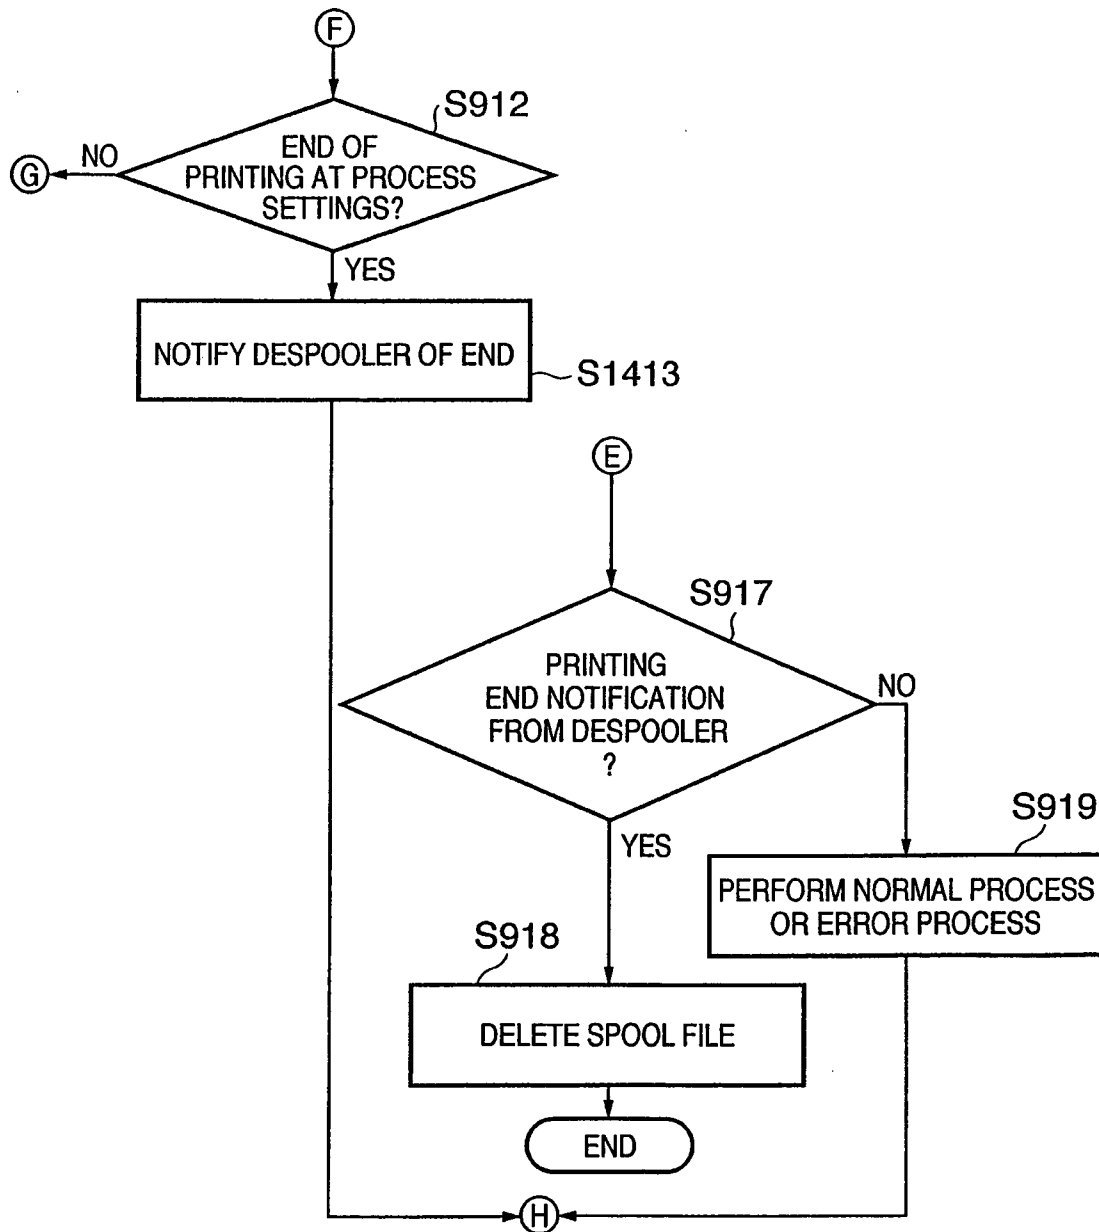 F
S912
END OF
PRINTING AT PROCESS
SETTINGS?
NO
G
YES
NOTIFY DESPOOLER OF END
S1413
E
S917
PRINTING
END NOTIFICATION
FROM DESPOOLER
?
NO
YES
S919
PERFORM NORMAL PROCESS
OR ERROR PROCESS
S918
DELETE SPOOL FILE
END
H